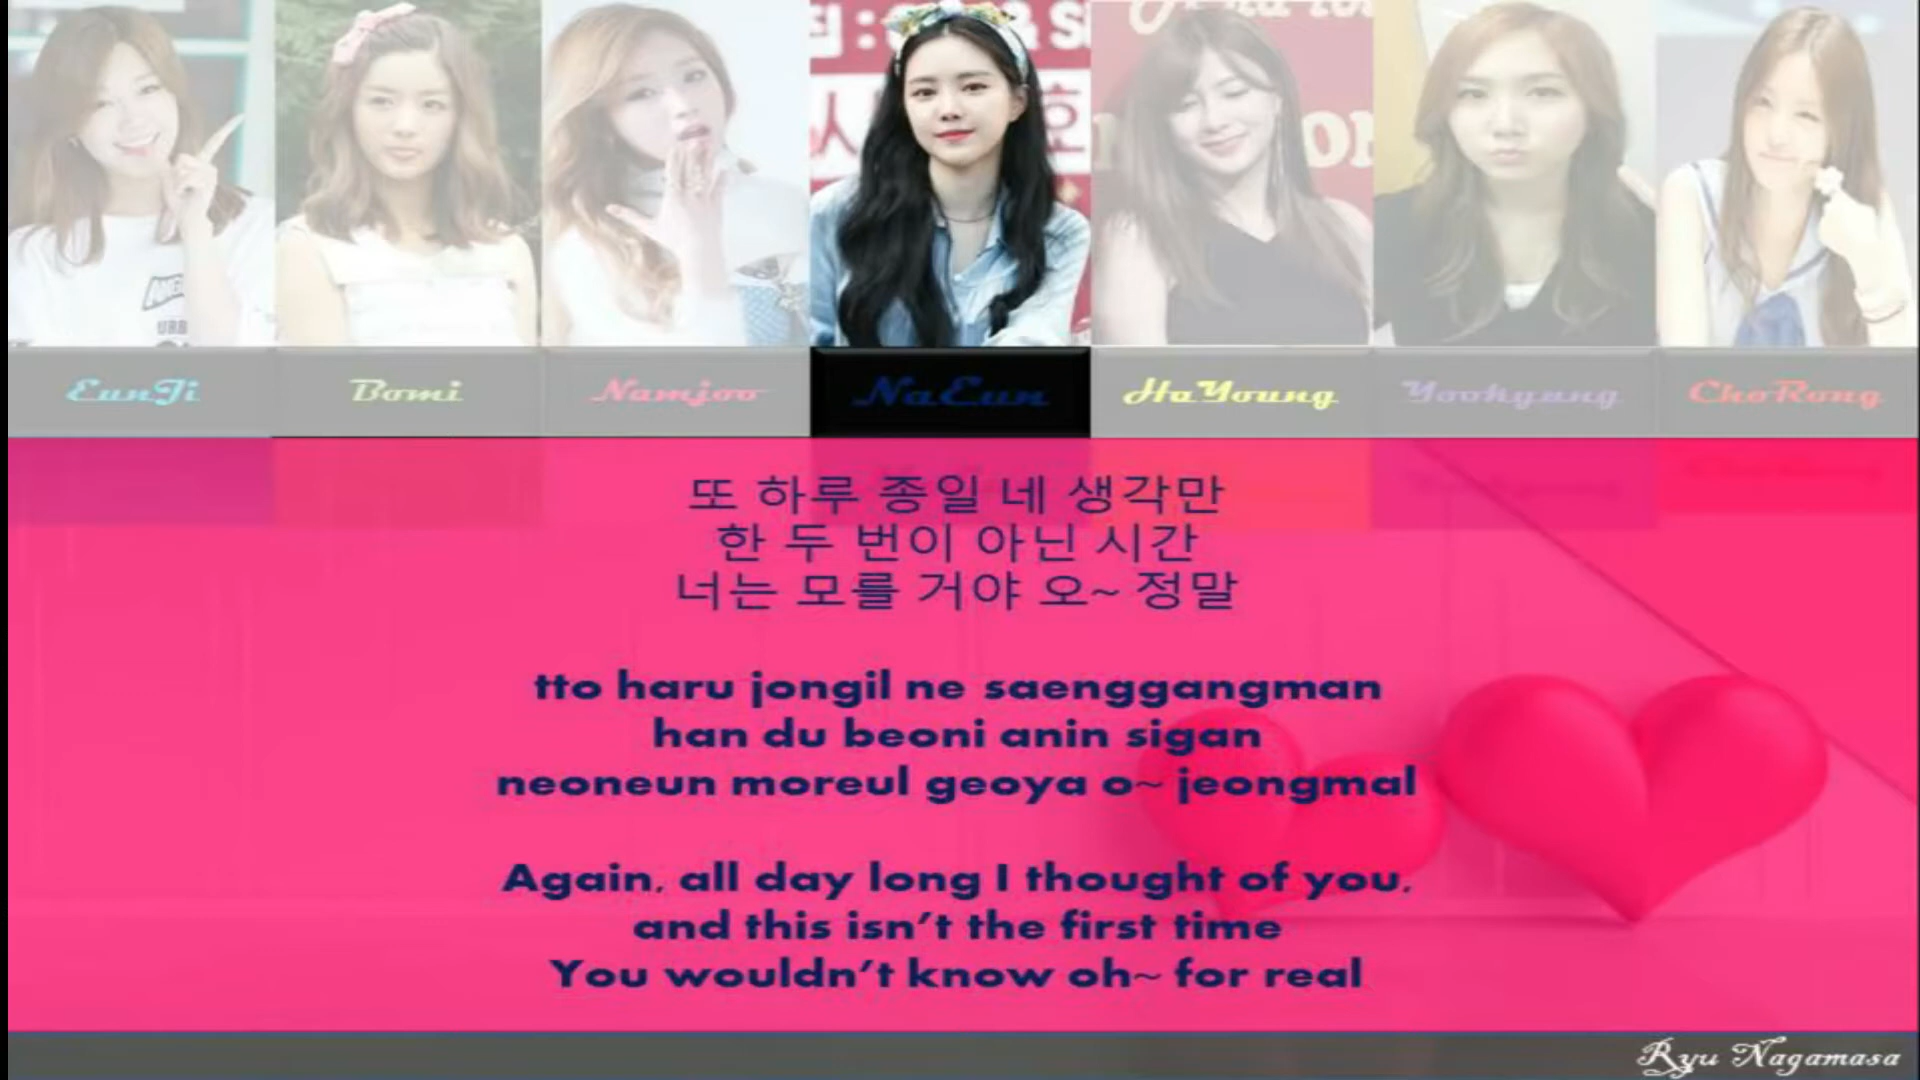 EunJi
Bomi
Namjoo
NaEun
HaYoung
Yookyung
ChoRong
또 하루 종일 네 생각만
한 두 번이 아닌 시간
너는 모를 거야 오~ 정말
tto haru jongil ne saenggangman
han du beoni anin sigan
neoneun moreul geoya o~ jeongmal
Again, all day long I thought of you,
and this isn't the first time
You wouldn't know oh~ for real
Ryu Nagamasa